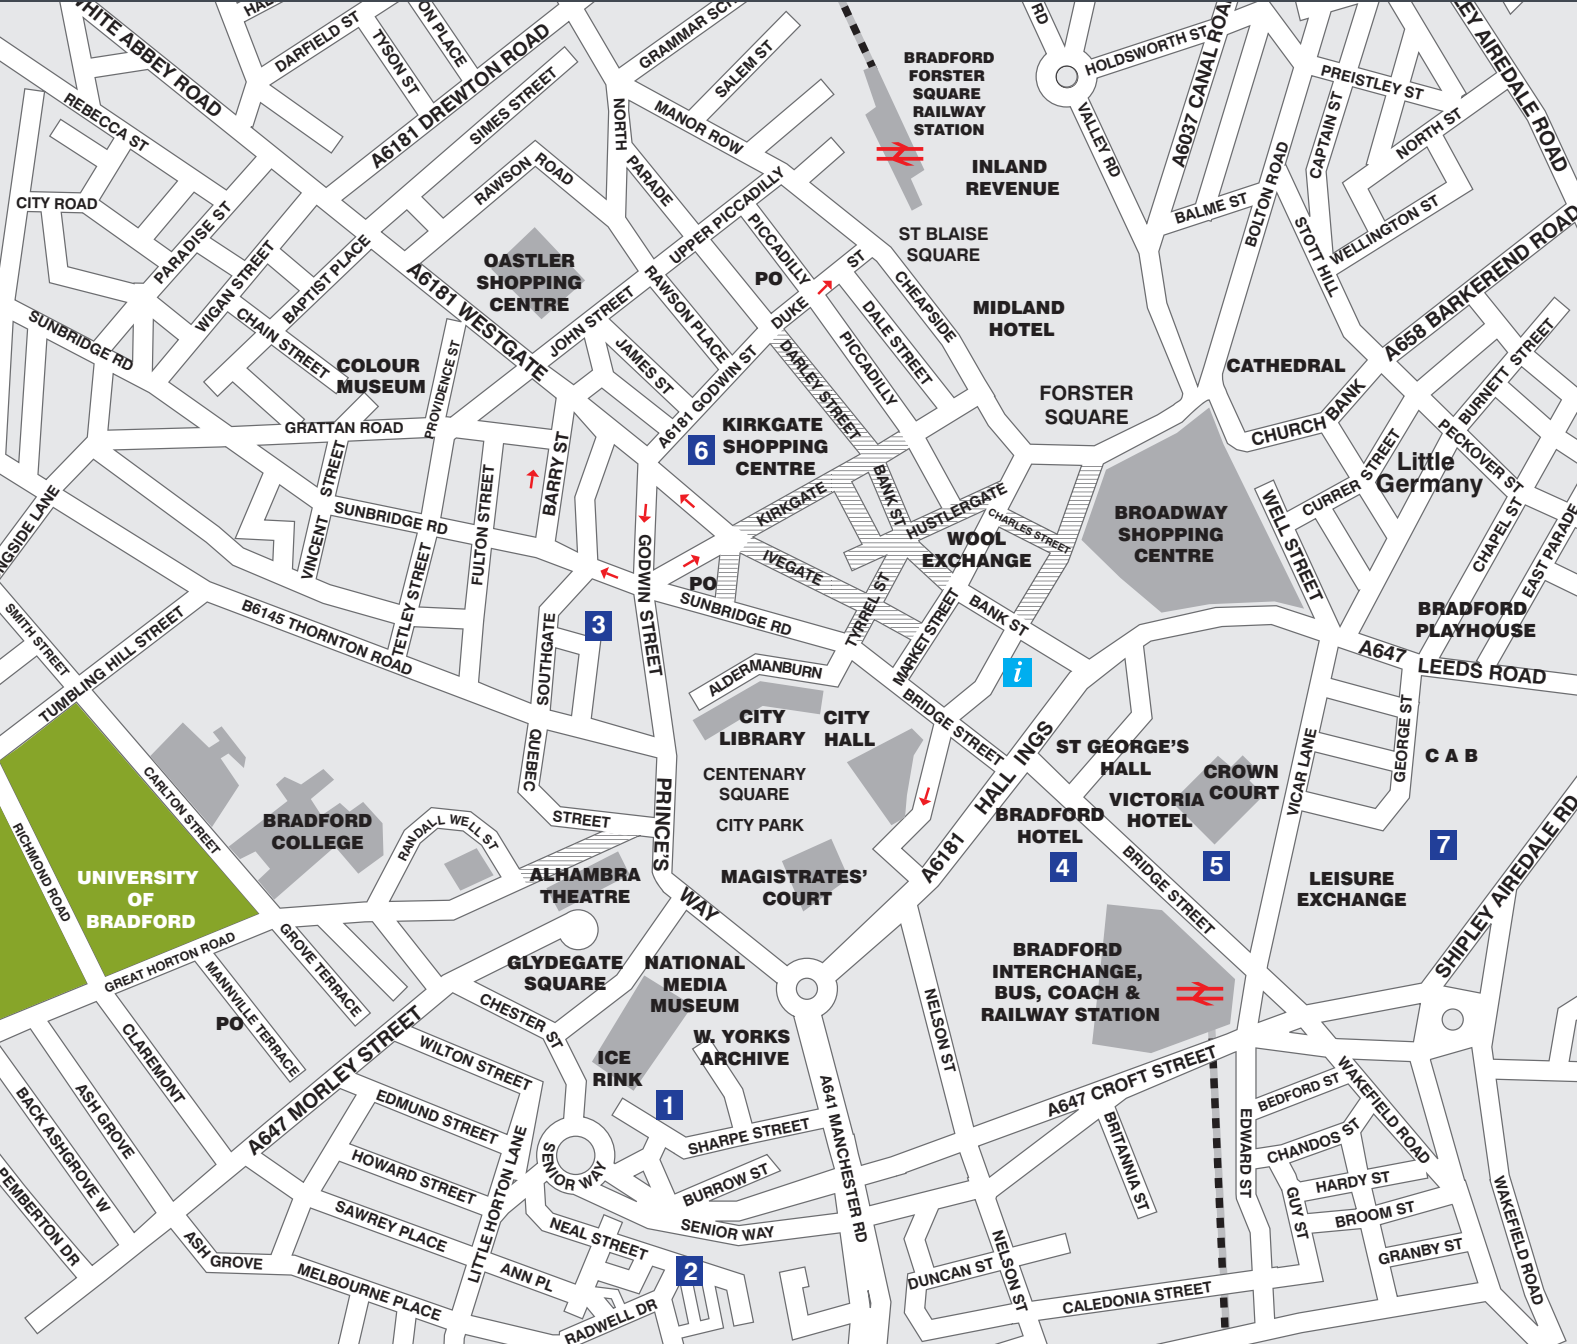 WHITE ABBEY ROAD
DARFIELD ST
TYSON ST
ON PLACE
A6181 DREWTON ROAD
SIMES STREET
GRAMMAR SCH
SALEM ST
MANOR ROW
NORTH PARADE
REBECCA ST
CITY ROAD
PARADISE ST
WIGAN STREET
BAPTIST PLACE
CHAIN STREET
SUNBRIDGE RD
RAWSON ROAD
OASTLER
SHOPPING
CENTRE
A6181 WESTGATE
JOHN STREET
JAMES ST
RAWSON PLACE
UPPER PICCADILLY
PICCADILLY
PO
DUKE ST
CHEAPSIDE
DALE STREET
PICCADILLY
DARLEY STREET
A6181 GODWIN ST
BRADFORD
FORSTER
SQUARE
RAILWAY
STATION
INLAND
REVENUE
ST BLAISE
SQUARE
MIDLAND
HOTEL
FORSTER
SQUARE
RD
HOLDSWORTH ST
VALLEY RD
A6037 CANAL ROA
BALME ST
BOLTON ROAD
STOTT HILL
CAPTAIN ST
PREISTLEY ST
NORTH ST
WELLINGTON ST
LEY AIREDALE ROAD
A658 BARKEREND ROAD
CATHEDRAL
CHURCH BANK
BURNETT STREET
PECKOVER ST
CURRER STREET
Little
Germany
CHAPEL ST
EAST PARADE
WELL STREET
BROADWAY
SHOPPING
CENTRE
BRADFORD
PLAYHOUSE
A647 LEEDS ROAD
COLOUR
MUSEUM
PROVIDENCE ST
GRATTAN ROAD
VINCENT STREET
SUNBRIDGE RD
TETLEY STREET
FULTON STREET
BARRY ST
6
KIRKGATE
SHOPPING
CENTRE
KIRKGATE
BANK ST
HUSTLERGATE
CHARLES STREET
WOOL
EXCHANGE
IVEGATE
PO
SUNBRIDGE RD
TYRREL ST
MARKET STREET
BANK ST
i
GODWIN STREET
3
SOUTHGATE
QUEBEC STREET
NGSIDE LANE
SMITH STREET
TUMBLING HILL STREET
B6145 THORNTON ROAD
ALDERMANBURN
CITY
LIBRARY
CITY
HALL
CENTENARY
SQUARE
CITY PARK
BRIDGE STREET
A6181 HALL INGS
ST GEORGE'S
HALL
CROWN
COURT
VICTORIA
HOTEL
BRADFORD
HOTEL
4
5
BRIDGE STREET
VICAR LANE
GEORGE ST
C A B
7
LEISURE
EXCHANGE
SHIPLEY AIREDALE RD
CARLTON STREET
RICHMOND ROAD
UNIVERSITY
OF
BRADFORD
BRADFORD
COLLEGE
RANDALL WELL ST
ALHAMBRA
THEATRE
PRINCE'S WAY
MAGISTRATES'
COURT
GREAT HORTON ROAD
GROVE TERRACE
MANNVILLE TERRACE
PO
CLAREMONT
GLYDEGATE
SQUARE
NATIONAL
MEDIA
MUSEUM
W. YORKS
ARCHIVE
ICE
RINK
1
CHESTER ST
WILTON STREET
A647 MORLEY STREET
EDMUND STREET
HOWARD STREET
SAWREY PLACE
LITTLE HORTON LANE
ASH GROVE
BACK ASHGROVE W
PEMBERTON DR
ASH GROVE
MELBOURNE PLACE
ANN PL
NEAL STREET
RADWELL DR
2
SENIOR WAY
SENIOR WAY
SHARPE STREET
BURROW ST
A641 MANCHESTER RD
NELSON ST
BRADFORD
INTERCHANGE,
BUS, COACH &
RAILWAY STATION
A647 CROFT STREET
BRITANNIA ST
NELSON ST
DUNCAN ST
CALEDONIA STREET
EDWARD ST
BEDFORD ST
CHANDOS ST
HARDY ST
BROOM ST
GRANBY ST
GUY ST
WAKEFIELD ROAD
WAKEFIELD ROAD